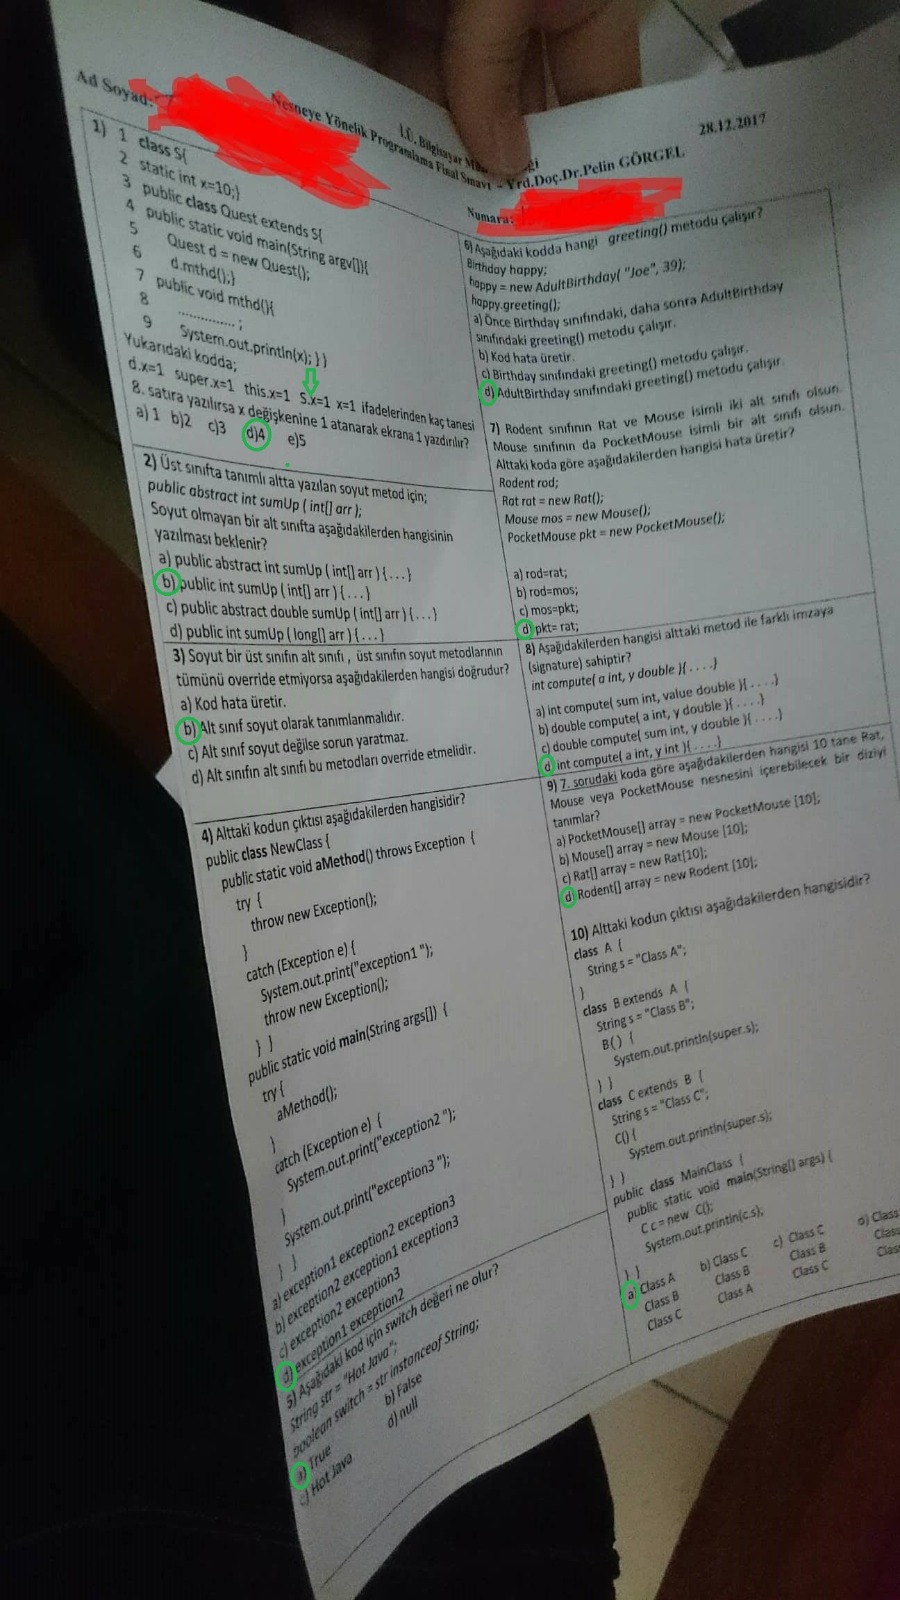 Ad Soyad:
İ.Ü. Bilgisayar
Nesneye Yönelik Programlama Final Sınavı - Yrd.Doç.Dr.Pelin GÖRGEL
28.12.2017
Numara:
1) 1 class S{
2 static int x=10;}
3 public class Quest extends S{
4 public static void main(String argv[]){
5 Quest d = new Quest();
6 d.mthd();}
7 public void mthd(){
8 .............. ;
9 System.out.println(x); } }
Yukarıdaki kodda;
d.x=1 super.x=1 this.x=1 S.x=1 x=1 ifadelerinden kaç tanesi
8. satıra yazılırsa x değişkenine 1 atanarak ekrana 1 yazdırılır?
a) 1 b)2 c)3 d)4 e)5
2) Üst sınıfta tanımlı altta yazılan soyut metod için;
public abstract int sumUp ( int[] arr );
Soyut olmayan bir alt sınıfta aşağıdakilerden hangisinin
yazılması beklenir?
a) public abstract int sumUp ( int[] arr ) { . . . }
b) public int sumUp ( int[] arr ) { . . . }
c) public abstract double sumUp ( int[] arr ) { . . . }
d) public int sumUp ( long[] arr ) { . . . }
3) Soyut bir üst sınıfın alt sınıfı , üst sınıfın soyut metodlarının
tümünü override etmiyorsa aşağıdakilerden hangisi doğrudur?
a) Kod hata üretir.
b) Alt sınıf soyut olarak tanımlanmalıdır.
c) Alt sınıf soyut değilse sorun yaratmaz.
d) Alt sınıfın alt sınıfı bu metodları override etmelidir.
4) Alttaki kodun çıktısı aşağıdakilerden hangisidir?
public class NewClass {
public static void aMethod() throws Exception {
try {
throw new Exception();
}
catch (Exception e) {
System.out.print("exception1 ");
throw new Exception();
} }
public static void main(String args[]) {
try {
aMethod();
}
catch (Exception e) {
System.out.print("exception2 ");
}
System.out.print("exception3 ");
} }
a) exception1 exception2 exception3
b) exception2 exception1 exception3
c) exception2 exception3
d) exception1 exception2
5) Aşağıdaki kod için switch değeri ne olur?
String str = "Hot Java";
boolean switch = str instanceof String;
a) True b) False
c) Hot Java d) null
6) Aşağıdaki kodda hangi greeting() metodu çalışır?
Birthday happy;
happy = new AdultBirthday( "Joe", 39);
happy.greeting();
a) Önce Birthday sınıfındaki, daha sonra AdultBirthday
sınıfındaki greeting() metodu çalışır.
b) Kod hata üretir.
c) Birthday sınıfındaki greeting() metodu çalışır.
d) AdultBirthday sınıfındaki greeting() metodu çalışır.
7) Rodent sınıfının Rat ve Mouse isimli iki alt sınıfı olsun.
Mouse sınıfının da PocketMouse isimli bir alt sınıfı olsun.
Alttaki koda göre aşağıdakilerden hangisi hata üretir?
Rodent rod;
Rat rat = new Rat();
Mouse mos = new Mouse();
PocketMouse pkt = new PocketMouse();
a) rod=rat;
b) rod=mos;
c) mos=pkt;
d) pkt= rat;
8) Aşağıdakilerden hangisi alttaki metod ile farklı imzaya
(signature) sahiptir?
int compute( a int, y double ){ . . . .}
a) int compute( sum int, value double ){ . . . .}
b) double compute( a int, y double ){ . . . .}
c) double compute( sum int, y double ){ . . . .}
d) int compute( a int, y int ){ . . . .}
9) 7. sorudaki koda göre aşağıdakilerden hangisi 10 tane Rat,
Mouse veya PocketMouse nesnesini içerebilecek bir diziyi
tanımlar?
a) PocketMouse[] array = new PocketMouse [10];
b) Mouse[] array = new Mouse [10];
c) Rat[] array = new Rat[10];
d) Rodent[] array = new Rodent [10];
10) Alttaki kodun çıktısı aşağıdakilerden hangisidir?
class A {
String s = "Class A";
}
class B extends A {
String s = "Class B";
B() {
System.out.println(super.s);
} }
class C extends B {
String s = "Class C";
C() {
System.out.println(super.s);
} }
public class MainClass {
public static void main(String[] args) {
C c = new C();
System.out.println(c.s);
} }
a) Class A b) Class C c) Class C d) Class
Class B Class B Class B Class
Class C Class A Class C Class